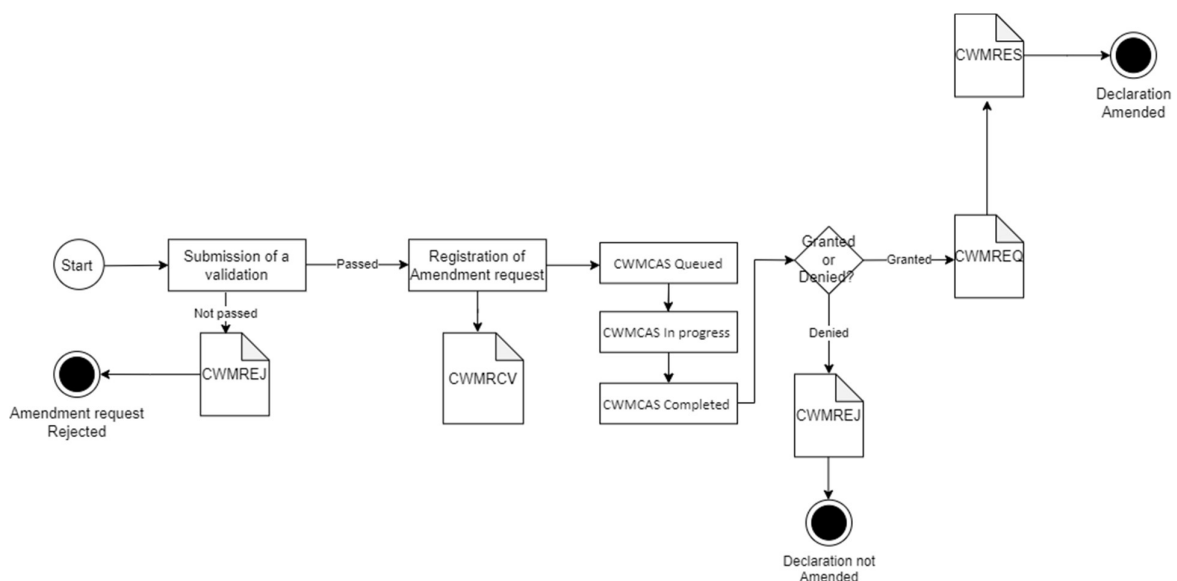 CWMRES
Declaration
Amended
Start
Submission of a
validation
Passed
Registration of
Amendment request
CWMCAS Queued
Granted
or
Denied?
Granted
CWMREQ
Not passed
CWMCAS In progress
Denied
CWMREJ
CWMRCV
CWMCAS Completed
CWMREJ
Amendment request
Rejected
Declaration not
Amended